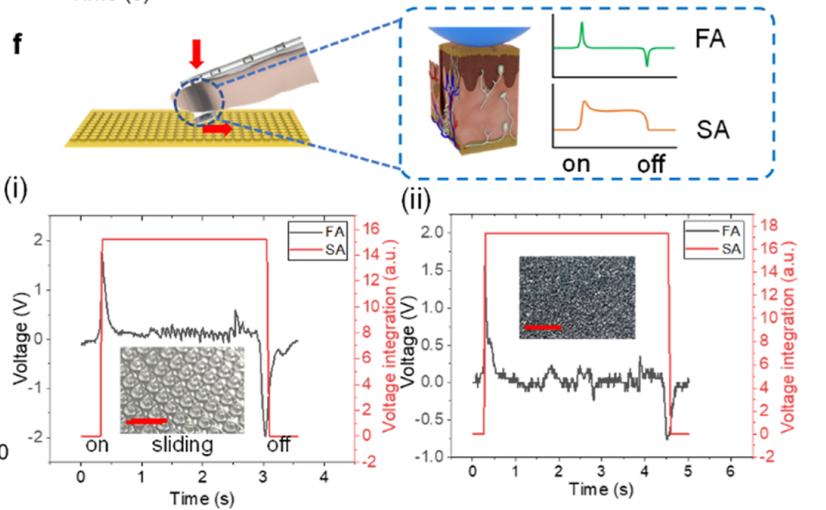 f
FA
SA
on off
(i)
(ii)
FA
SA
Voltage (V)
2
1
0
-1
-2
16
14
12
10
8
6
4
2
0
-2
Voltage integration (a.u.)
on sliding off
0 1 2 3 4
Time (s)
FA
SA
Voltage (V)
2.0
1.5
1.0
0.5
0.0
-0.5
-1.0
18
16
14
12
10
8
6
4
2
0
-2
Voltage integration (a.u.)
0 1 2 3 4 5 6
Time (s)